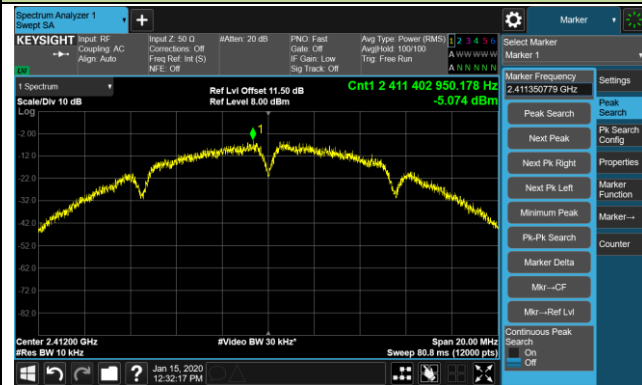 Spectrum Analyzer 1
Swept SA
Marker
KEYSIGHT
Input: RF
Coupling: AC
Align: Auto
Input Z: 50 Ω
Corrections: Off
Freq Ref: Int (S)
NFE: Off
#Atten: 20 dB
PNO: Fast
Gate: Off
IF Gain: Low
Sig Track: Off
Avg Type: Power (RMS)
Avg|Hold: 100/100
Trig: Free Run
1 2 3 4 5 6
A W W W W W
A N N N N N
LVI
Select Marker
Marker 1
1 Spectrum
Scale/Div 10 dB
Log
Ref Lvl Offset 11.50 dB
Ref Level 8.00 dBm
Cnt1 2 411 402 950.178 Hz
-5.074 dBm
1
-2.00
-12.0
-22.0
-32.0
-42.0
-52.0
-62.0
-72.0
-82.0
Center 2.41200 GHz
#Res BW 10 kHz
#Video BW 30 kHz*
Span 20.00 MHz
Sweep 80.8 ms (12000 pts)
Marker Frequency
2.411350779 GHz
Peak Search
Next Peak
Next Pk Right
Next Pk Left
Minimum Peak
Pk-Pk Search
Marker Delta
Mkr→CF
Mkr→Ref Lvl
Continuous Peak
Search
On
Off
Settings
Peak
Search
Pk Search
Config
Properties
Marker
Function
Marker→
Counter
?
Jan 15, 2020
12:32:17 PM